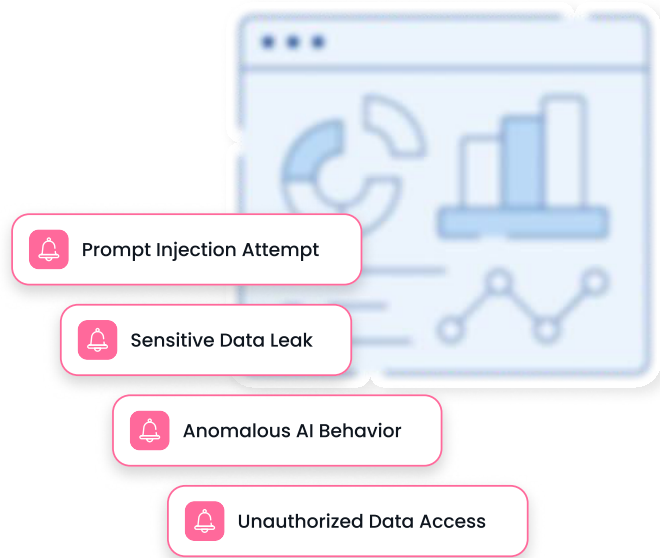 Prompt Injection Attempt
Sensitive Data Leak
Anomalous AI Behavior
Unauthorized Data Access